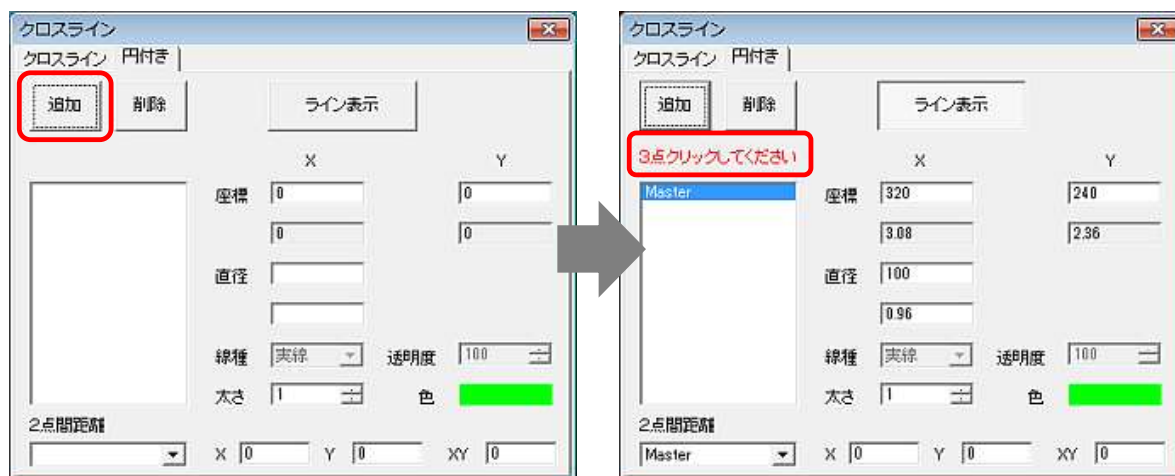 クロスライン
クロスライン 円付き
追加 削除 ライン表示
X Y
座標 0 0
0 0
直径
線種 実線 透明度 100
太さ 1 色
2点間距離
X 0 Y 0 XY 0
クロスライン
クロスライン 円付き
追加 削除 ライン表示
3点クリックしてください
X Y
Master
座標 320 240
3.08 2.36
直径 100
0.96
線種 実線 透明度 100
太さ 1 色
2点間距離
Master X 0 Y 0 XY 0